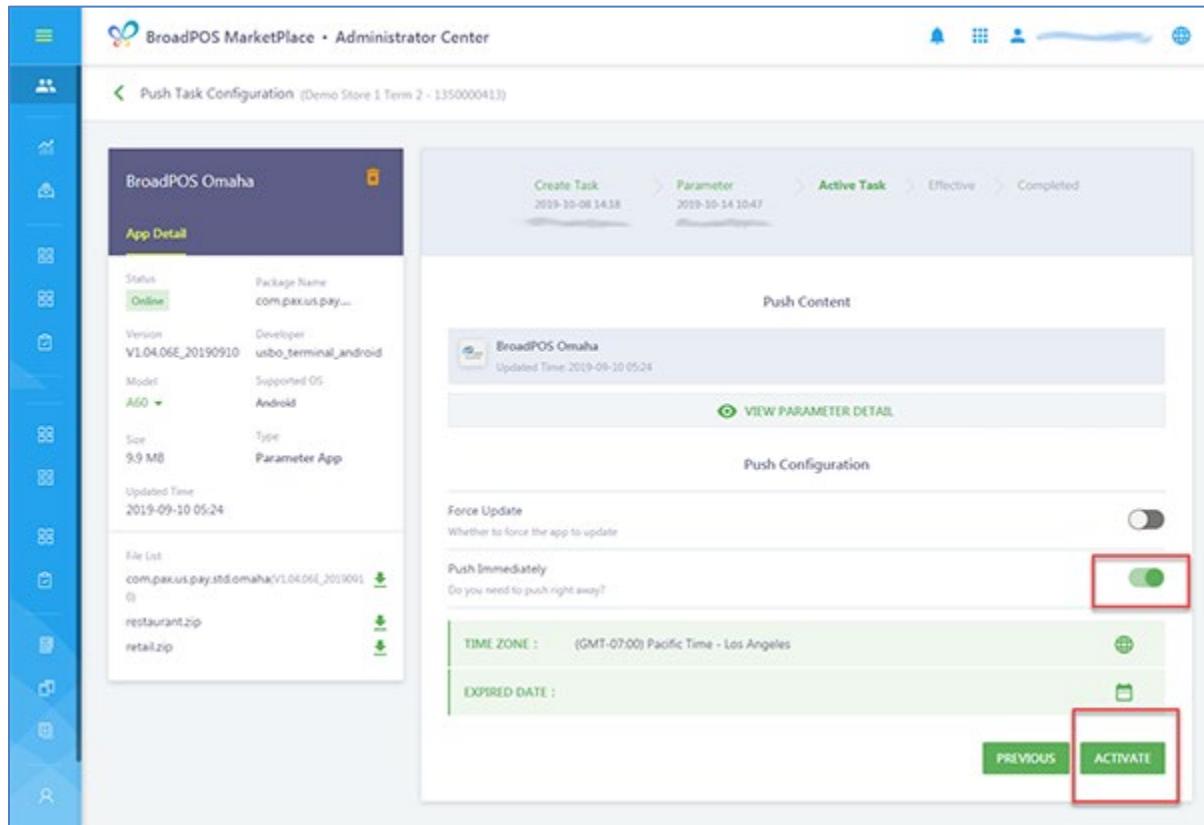 BroadPOS MarketPlace • Administrator Center
Push Task Configuration (Demo Store 1 Term 2 - 1350000413)
BroadPOS Omaha
App Detail
Status
Package Name
Online
com.pax.us.pay....
Version
Developer
V1.04.06E_20190910
usbo_terminal_android
Model
Supported OS
A60
Android
Size
Type
9.9 MB
Parameter App
Updated Time
2019-09-10 05:24
File List
com.pax.us.pay.std.omaha(V1.04.06E_2019091
0)
restaurant.zip
retail.zip
Create Task
Parameter
Active Task
Effective
Completed
2019-10-08 14:18
2019-10-14 10:47
Push Content
BroadPOS Omaha
Updated Time: 2019-09-10 05:24
VIEW PARAMETER DETAIL
Push Configuration
Force Update
Whether to force the app to update
Push Immediately
Do you need to push right away?
TIME ZONE : (GMT-07:00) Pacific Time - Los Angeles
EXPIRED DATE :
PREVIOUS
ACTIVATE